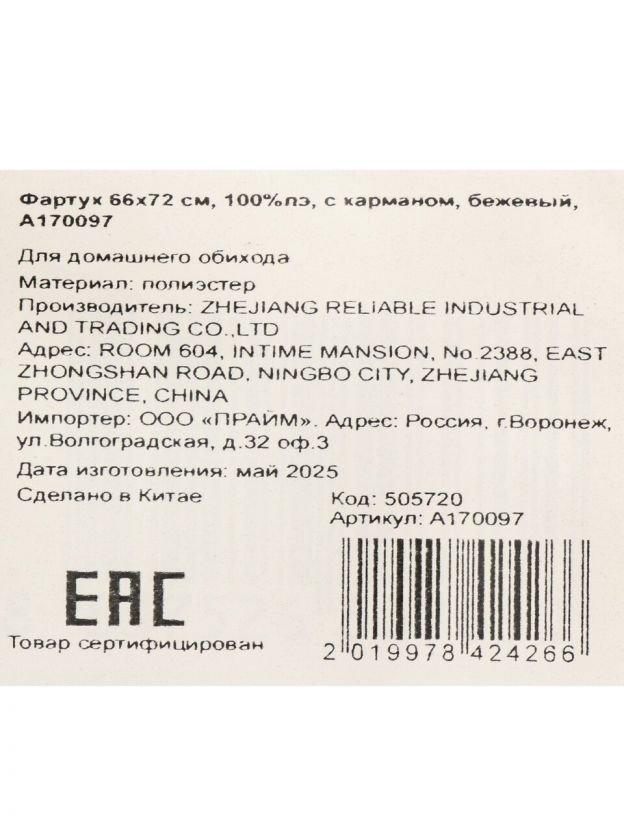 Фартук 66х72 см, 100%пэ, с карманом, бежевый,
А170097
Для домашнего обихода
Материал: полиэстер
Производитель: ZHEJIANG RELIABLE INDUSTRIAL
AND TRADING CO.,LTD
Адрес: ROOM 604, INTIME MANSION, No.2388, EAST
ZHONGSHAN ROAD, NINGBO CITY, ZHEJIANG
PROVINCE, CHINA
Импортер: ООО «ПРАЙМ». Адрес: Россия, г.Воронеж,
ул.Волгоградская, д.32 оф.3
Дата изготовления: май 2025
Сделано в Китае
Код: 505720
Артикул: А170097
EAC
Товар сертифицирован
2 019978 424266